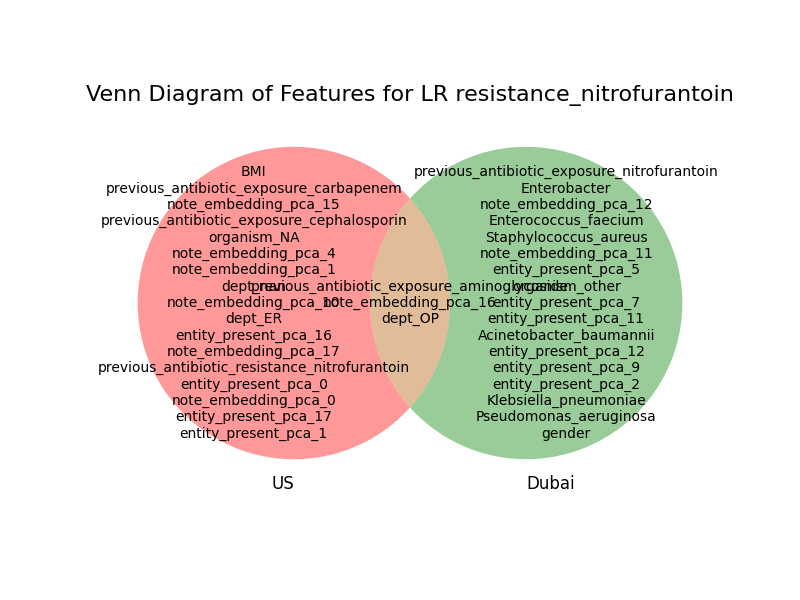 Venn Diagram of Features for LR resistance_nitrofurantoin
BMI
previous_antibiotic_exposure_carbapenem
note_embedding_pca_15
previous_antibiotic_exposure_cephalosporin
organism_NA
note_embedding_pca_4
note_embedding_pca_1
dept_nan
note_embedding_pca_10
dept_ER
entity_present_pca_16
note_embedding_pca_17
previous_antibiotic_resistance_nitrofurantoin
entity_present_pca_0
note_embedding_pca_0
entity_present_pca_17
entity_present_pca_1
previous_antibiotic_exposure_aminoglycoside
note_embedding_pca_16
dept_OP
previous_antibiotic_exposure_nitrofurantoin
Enterobacter
note_embedding_pca_12
Enterococcus_faecium
Staphylococcus_aureus
note_embedding_pca_11
entity_present_pca_5
organism_other
entity_present_pca_7
entity_present_pca_11
Acinetobacter_baumannii
entity_present_pca_12
entity_present_pca_9
entity_present_pca_2
Klebsiella_pneumoniae
Pseudomonas_aeruginosa
gender
US
Dubai